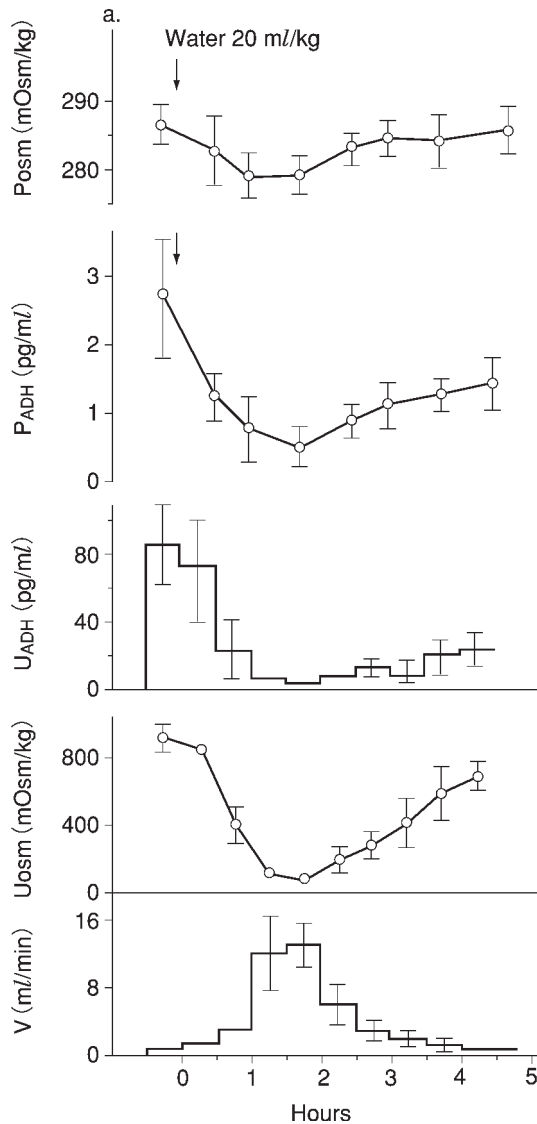 a.
Water 20 ml/kg
Posm (mOsm/kg)
290
280
PADH (pg/ml)
3
2
1
0
UADH (pg/ml)
80
40
0
Uosm (mOsm/kg)
800
400
0
V (ml/min)
16
8
0
0 1 2 3 4 5
Hours